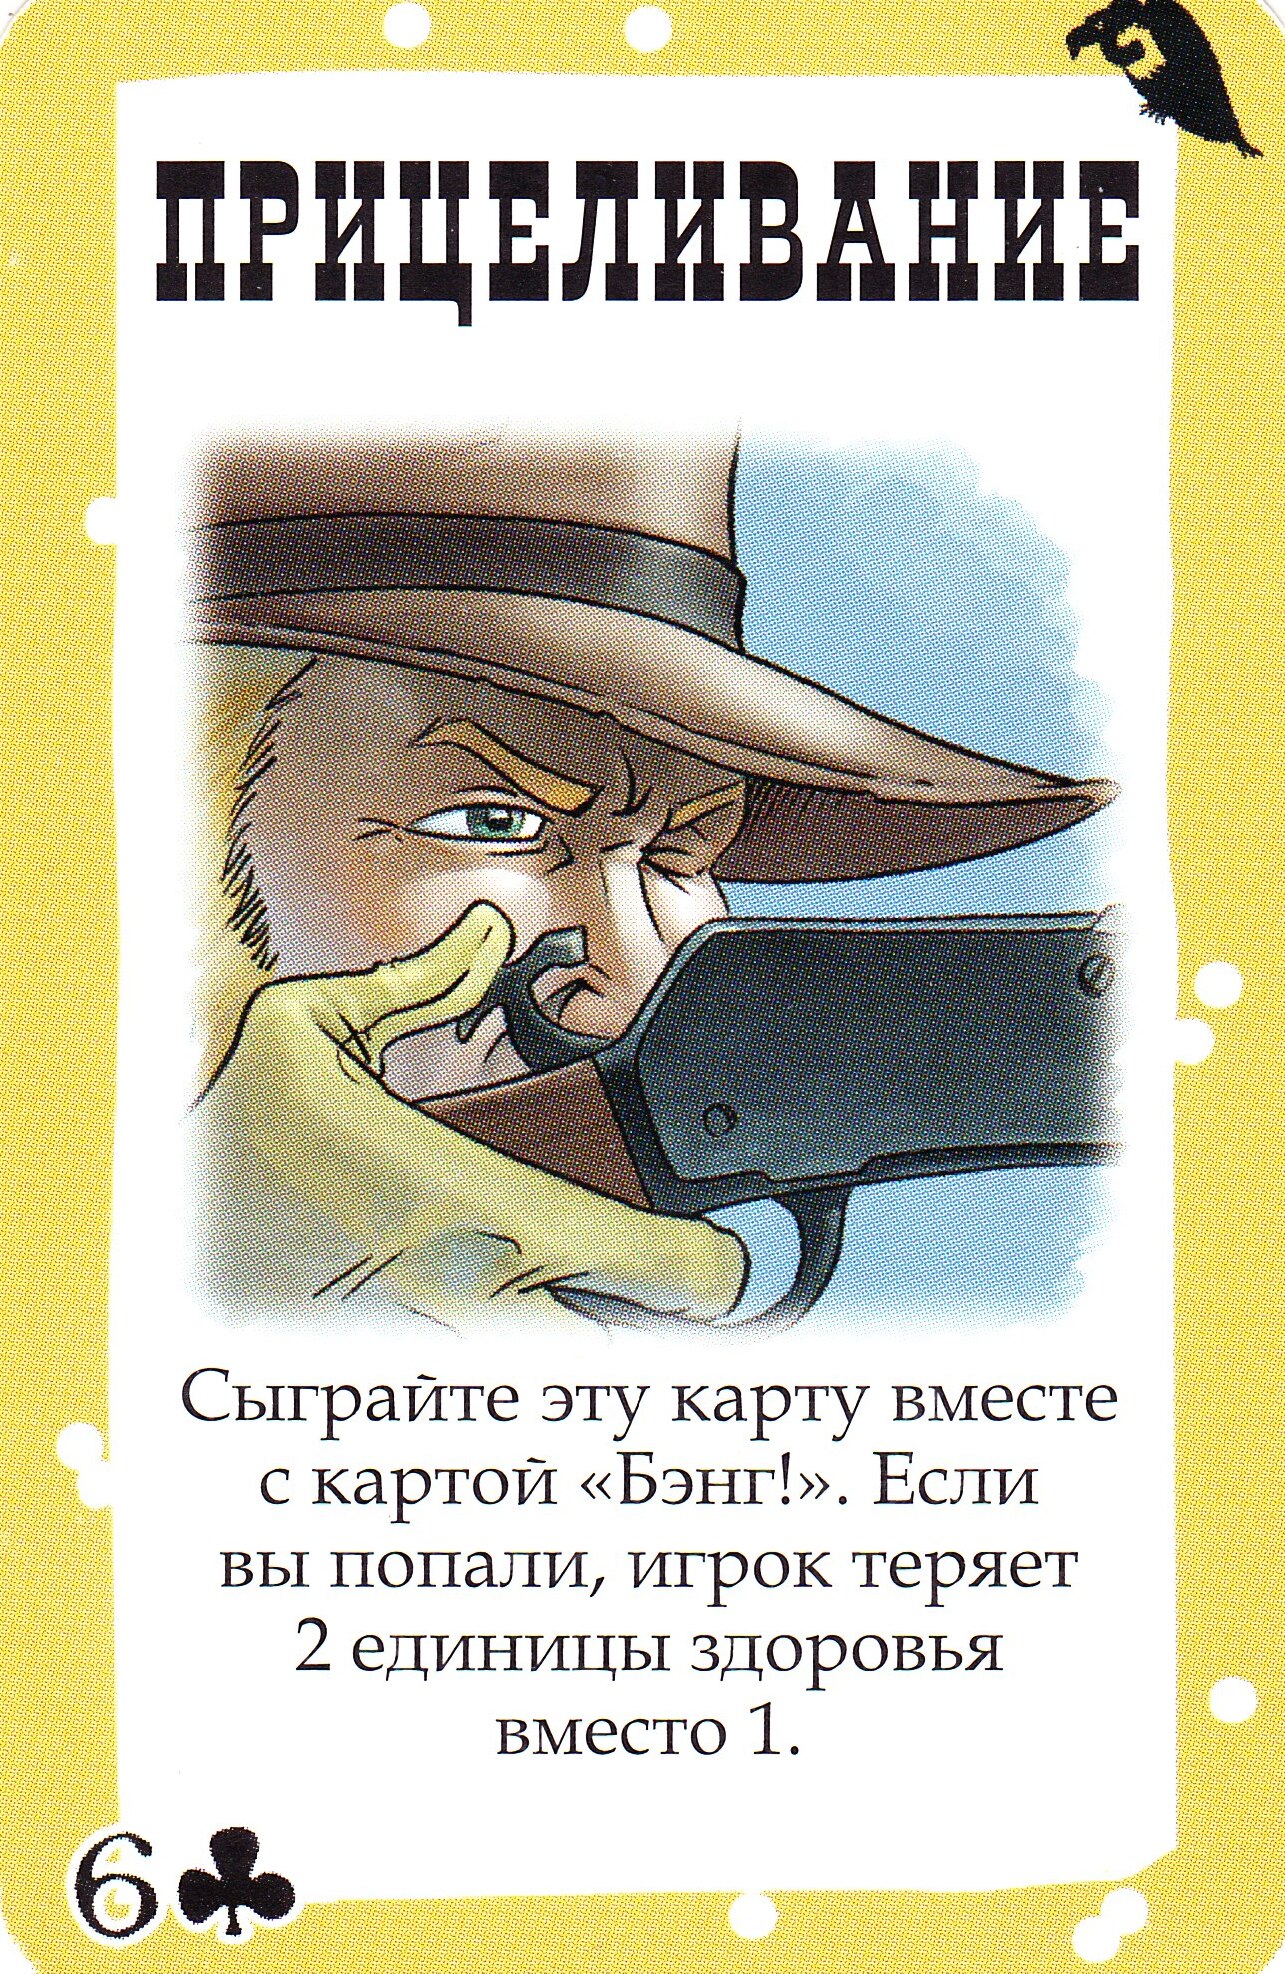 ПРИЦЕЛИВАНИЕ
Сыграйте эту карту вместе
с картой «Бэнг!». Если
вы попали, игрок теряет
2 единицы здоровья
вместо 1.
6♣